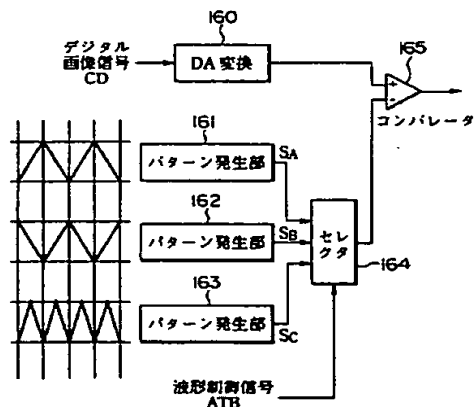 160
デジタル
画像信号
CD
DA変換
165
+
-
コンパレータ
161
パターン発生部
SA
162
パターン発生部
SB
セレクタ
164
163
パターン発生部
SC
波形制御信号
ATB